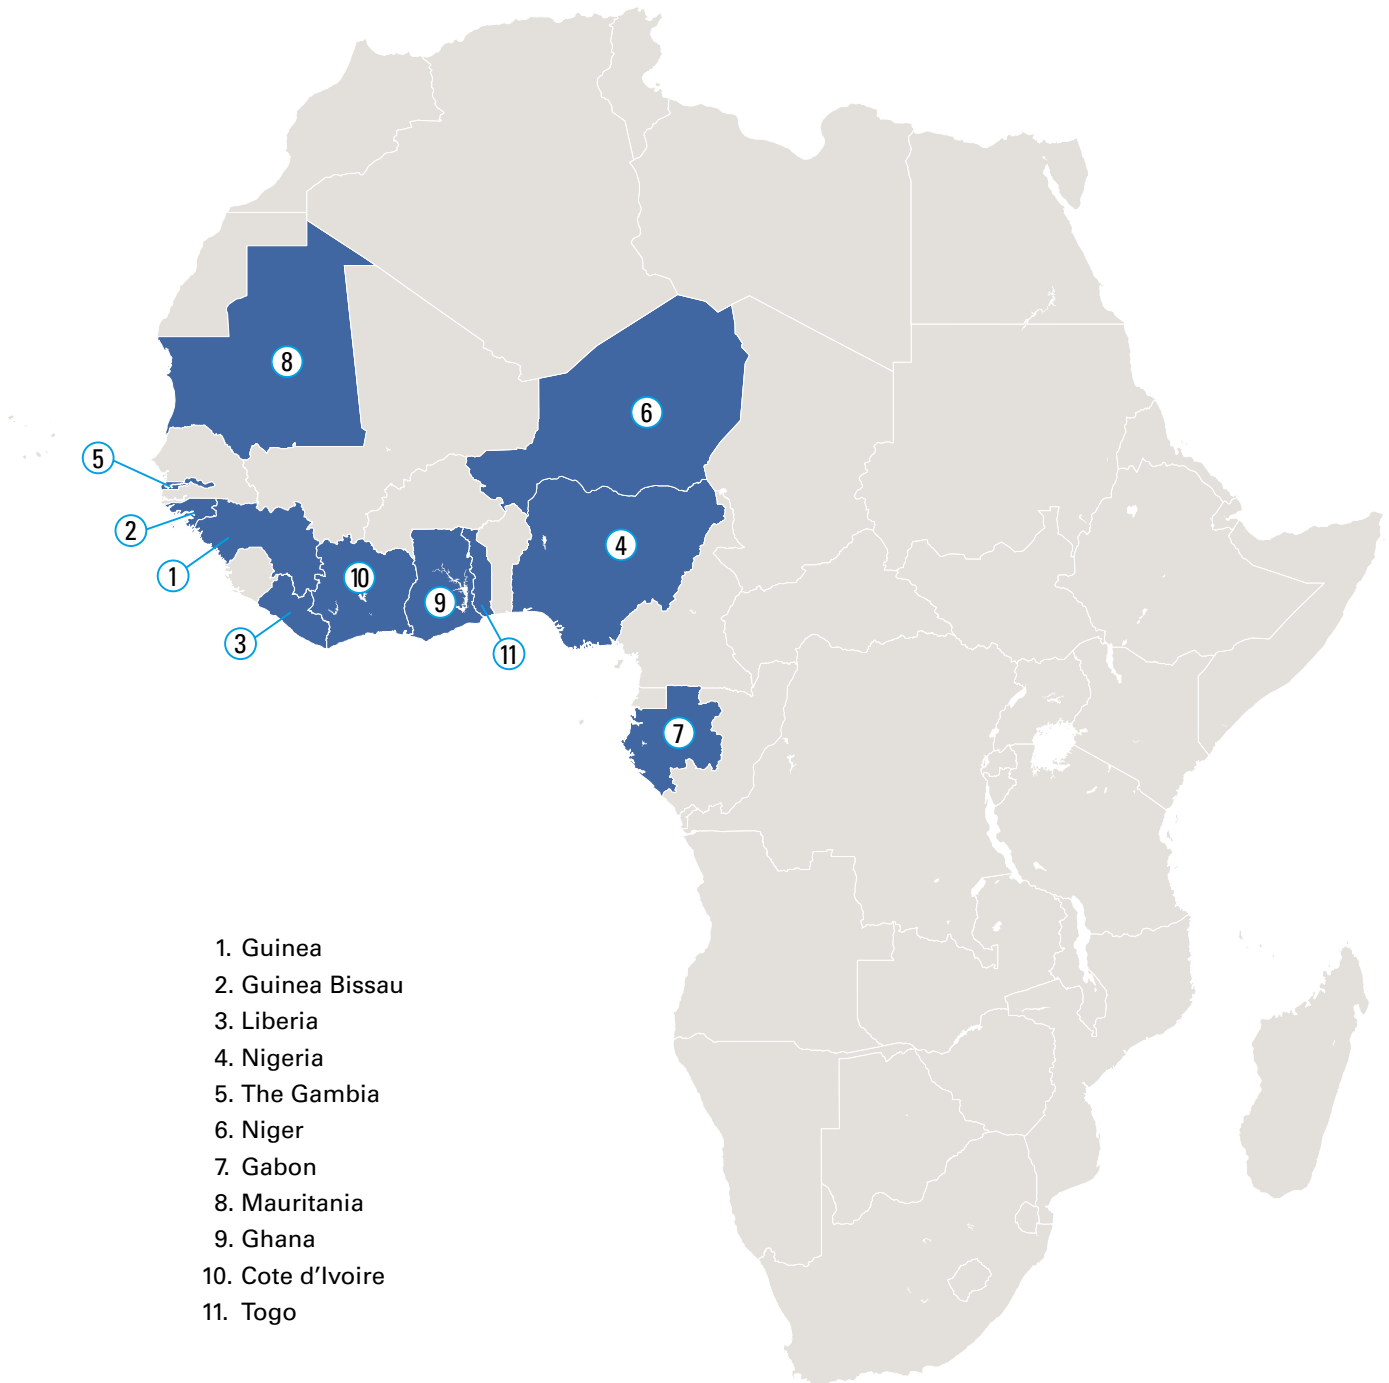 8
6
5
2
4
1
10
9
3
11
7
1. Guinea
2. Guinea Bissau
3. Liberia
4. Nigeria
5. The Gambia
6. Niger
7. Gabon
8. Mauritania
9. Ghana
10. Cote d’Ivoire
11. Togo